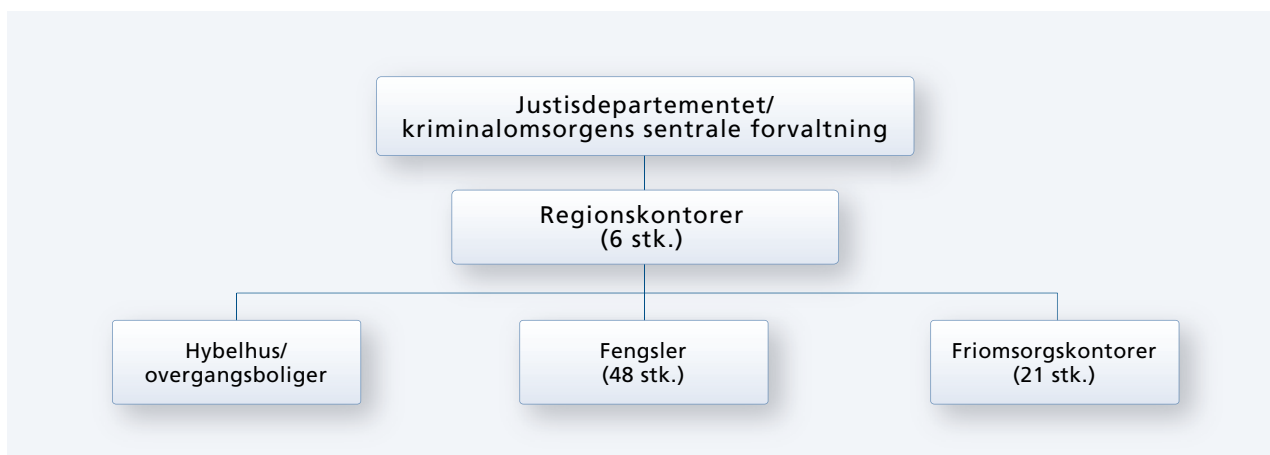 Justisdepartementet/
kriminalomsorgens sentrale forvaltning
Regionskontorer
(6 stk.)
Hybelhus/
overgangsboliger
Fengsler
(48 stk.)
Friomsorgskontorer
(21 stk.)